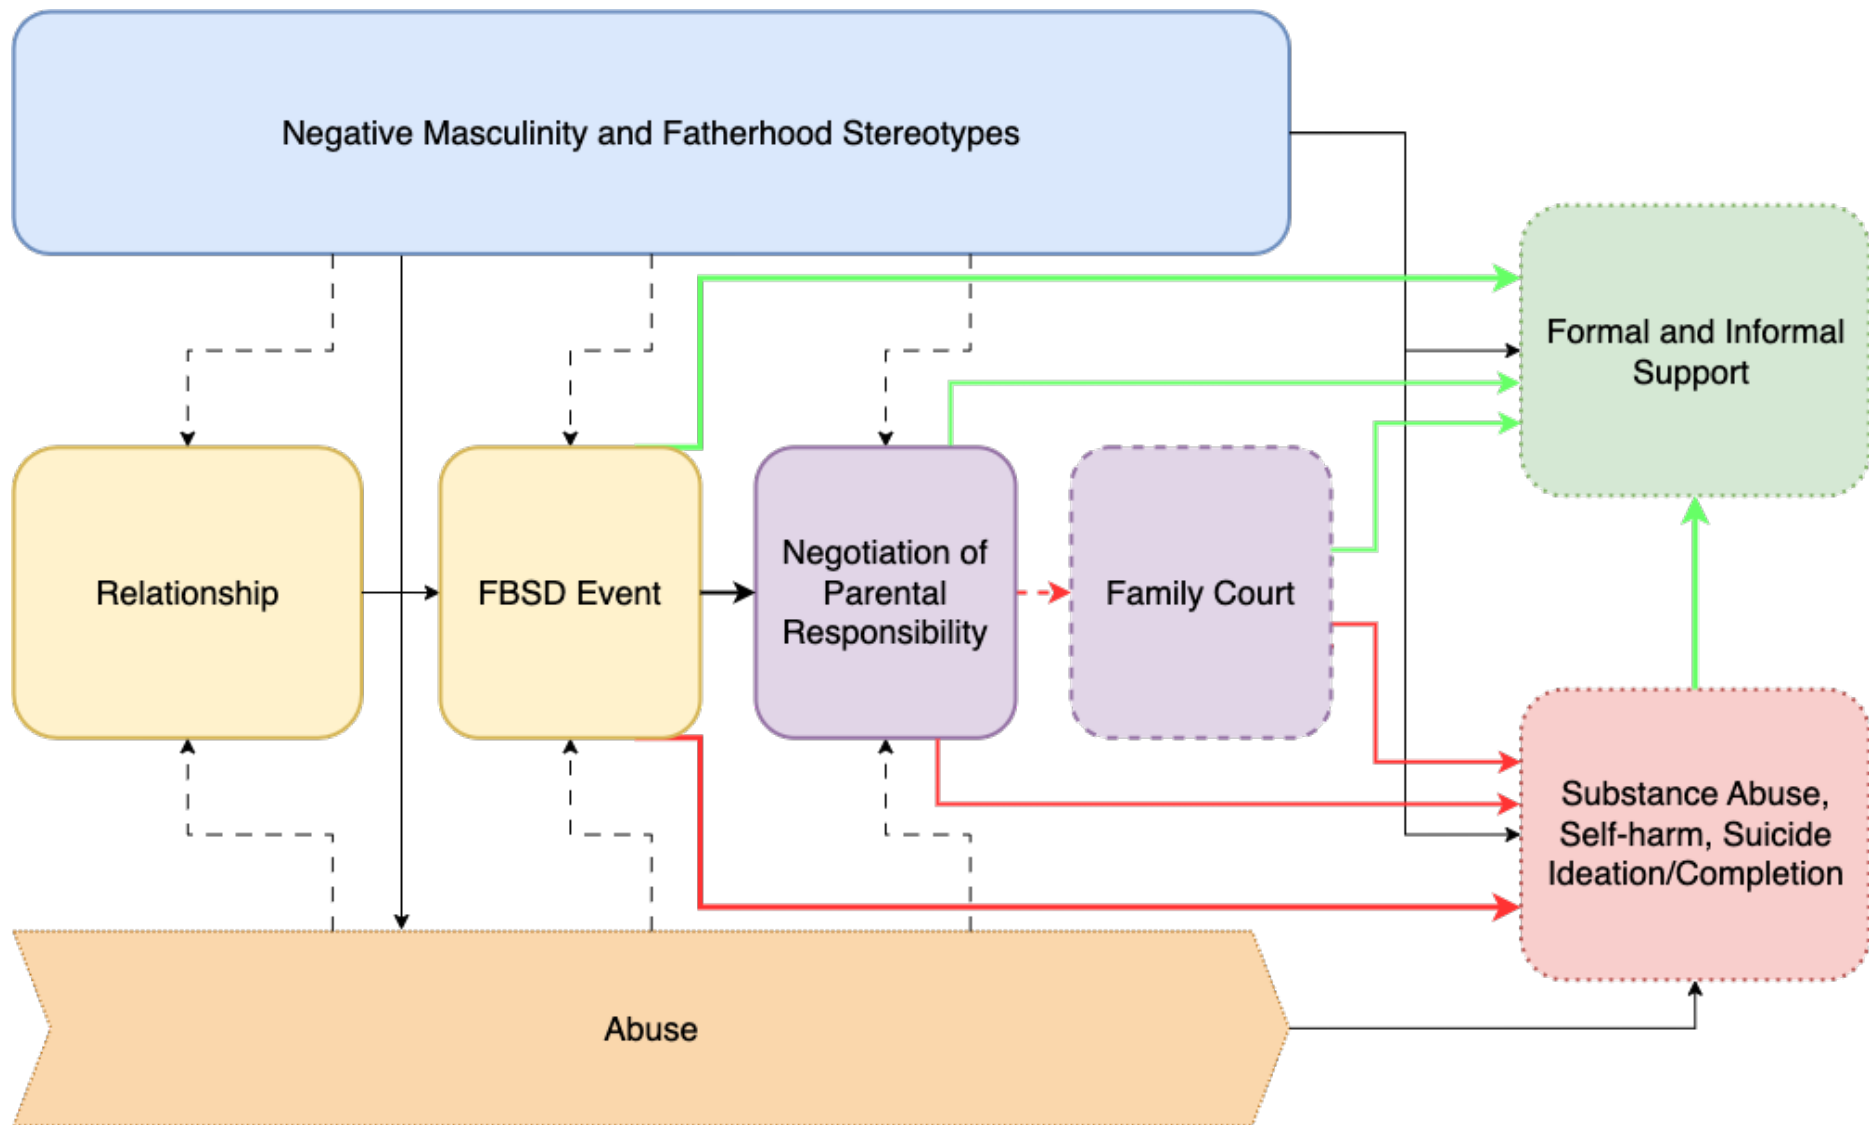 Negative Masculinity and Fatherhood Stereotypes
Formal and Informal
Support
Relationship
FBSD Event
Negotiation of
Parental
Responsibility
Family Court
Substance Abuse,
Self-harm, Suicide
Ideation/Completion
Abuse